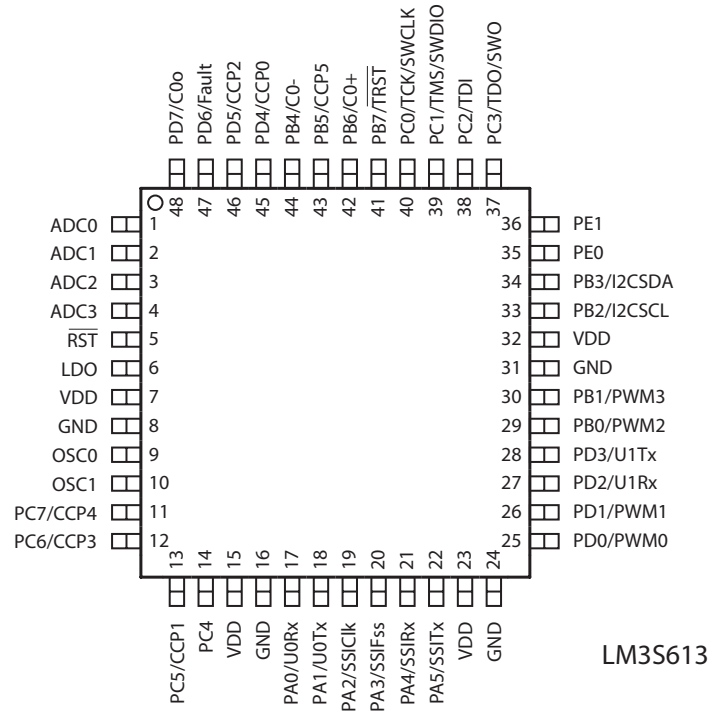 PD7/C0o
PD6/Fault
PD5/CCP2
PD4/CCP0
PB4/C0-
PB5/CCP5
PB6/C0+
PB7/TRST
PC0/TCK/SWCLK
PC1/TMS/SWDIO
PC2/TDI
PC3/TDO/SWO
48
47
46
45
44
43
42
41
40
39
38
37
ADC0 1
ADC1 2
ADC2 3
ADC3 4
RST 5
LDO 6
VDD 7
GND 8
OSC0 9
OSC1 10
PC7/CCP4 11
PC6/CCP3 12
36 PE1
35 PE0
34 PB3/I2CSDA
33 PB2/I2CSCL
32 VDD
31 GND
30 PB1/PWM3
29 PB0/PWM2
28 PD3/U1Tx
27 PD2/U1Rx
26 PD1/PWM1
25 PD0/PWM0
13
14
15
16
17
18
19
20
21
22
23
24
PC5/CCP1
PC4
VDD
GND
PA0/U0Rx
PA1/U0Tx
PA2/SSIClk
PA3/SSIFss
PA4/SSIRx
PA5/SSITx
VDD
GND
LM3S613